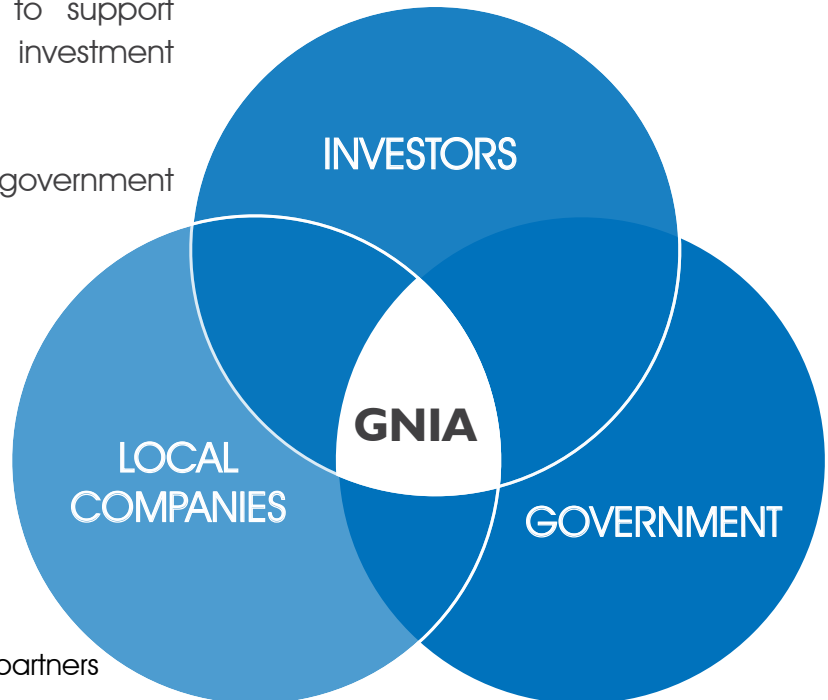 to support
investment
government
INVESTORS
GNIA
LOCAL
COMPANIES
GOVERNMENT
partners